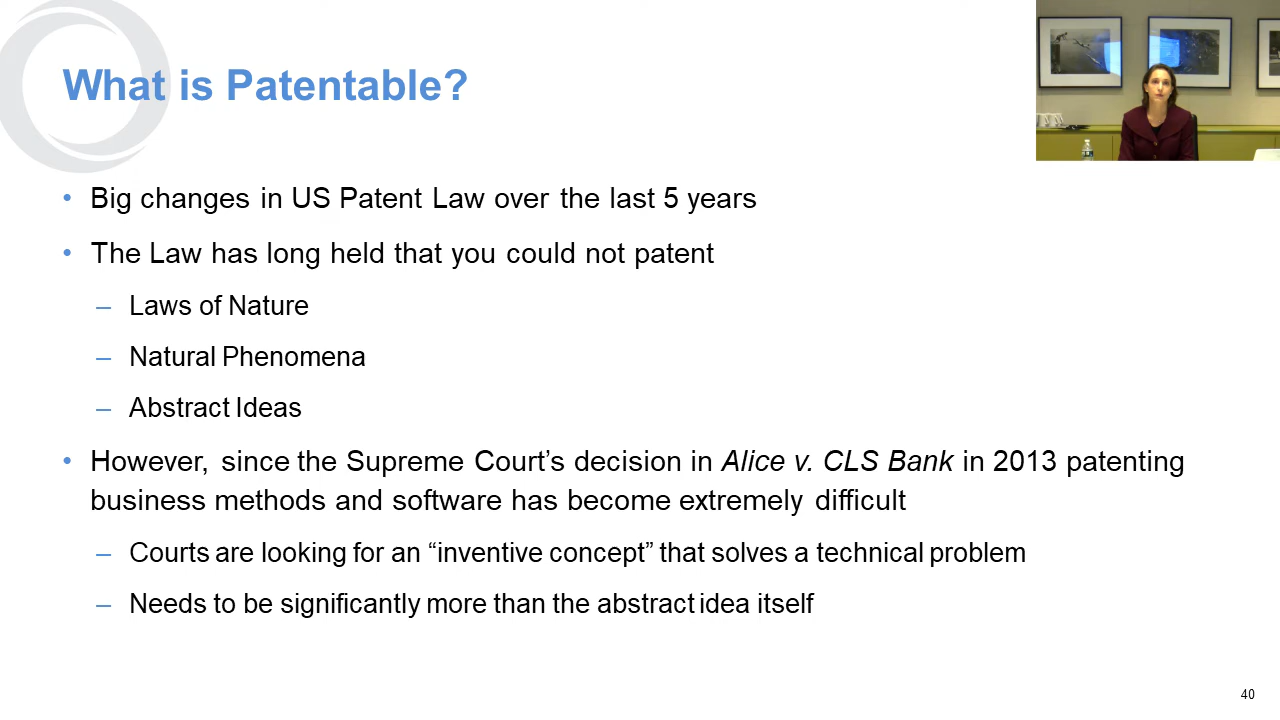 What is Patentable?
• Big changes in US Patent Law over the last 5 years
• The Law has long held that you could not patent
– Laws of Nature
– Natural Phenomena
– Abstract Ideas
• However, since the Supreme Court’s decision in Alice v. CLS Bank in 2013 patenting
business methods and software has become extremely difficult
– Courts are looking for an “inventive concept” that solves a technical problem
– Needs to be significantly more than the abstract idea itself
40